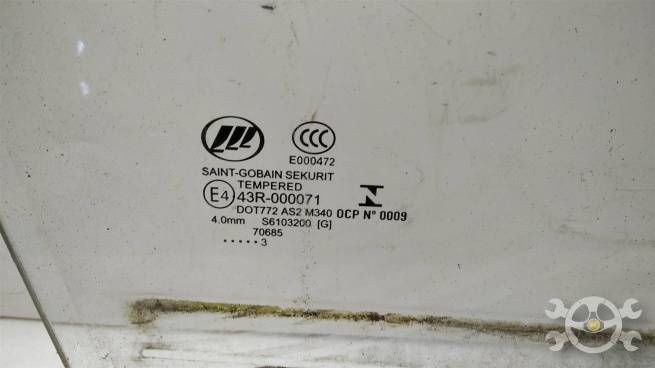 CCC
E000472
SAINT-GOBAIN SEKURIT
TEMPERED
E4 43R-000071
DOT772 AS2 M340 OCP Nº 0009
4.0mm S6103200 [G]
70685
..... 3